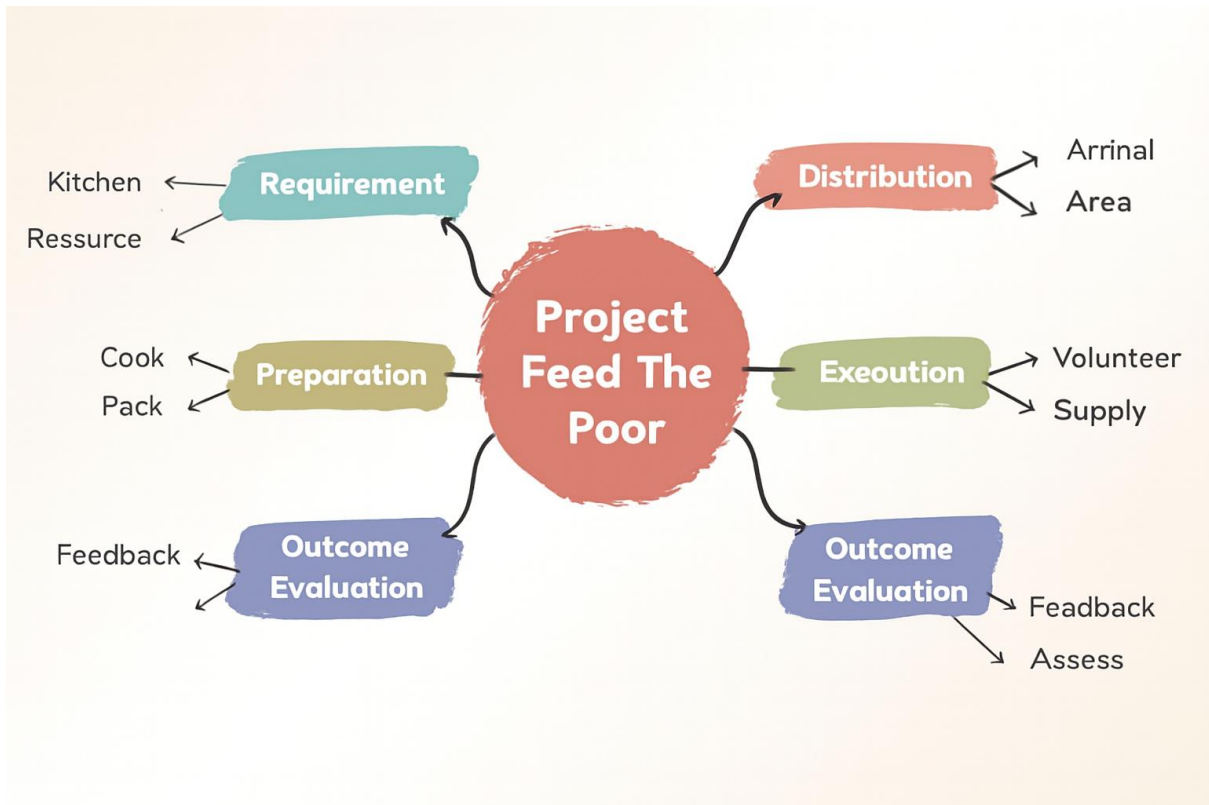 Project
Feed The
Poor
Requirement
Kitchen
Ressurce
Preparation
Cook
Pack
Outcome
Evaluation
Feedback
Distribution
Arrinal
Area
Exeoution
Volunteer
Supply
Outcome
Evaluation
Feadback
Assess